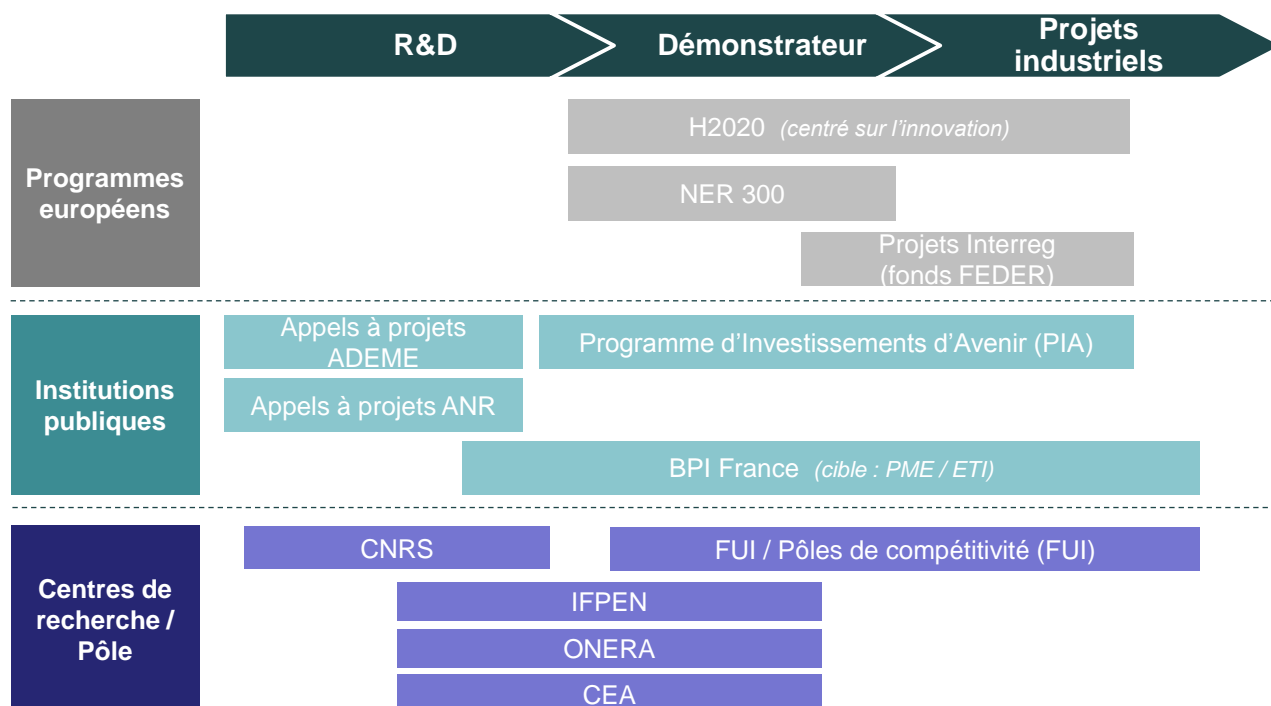 R&D
Démonstrateur
Projets
industriels
Programmes
européens
H2020 (centré sur l’innovation)
NER 300
Projets Interreg
(fonds FEDER)
Institutions
publiques
Appels à projets
ADEME
Programme d’Investissements d’Avenir (PIA)
Appels à projets ANR
BPI France (cible : PME / ETI)
Centres de
recherche /
Pôle
CNRS
FUI / Pôles de compétitivité (FUI)
IFPEN
ONERA
CEA